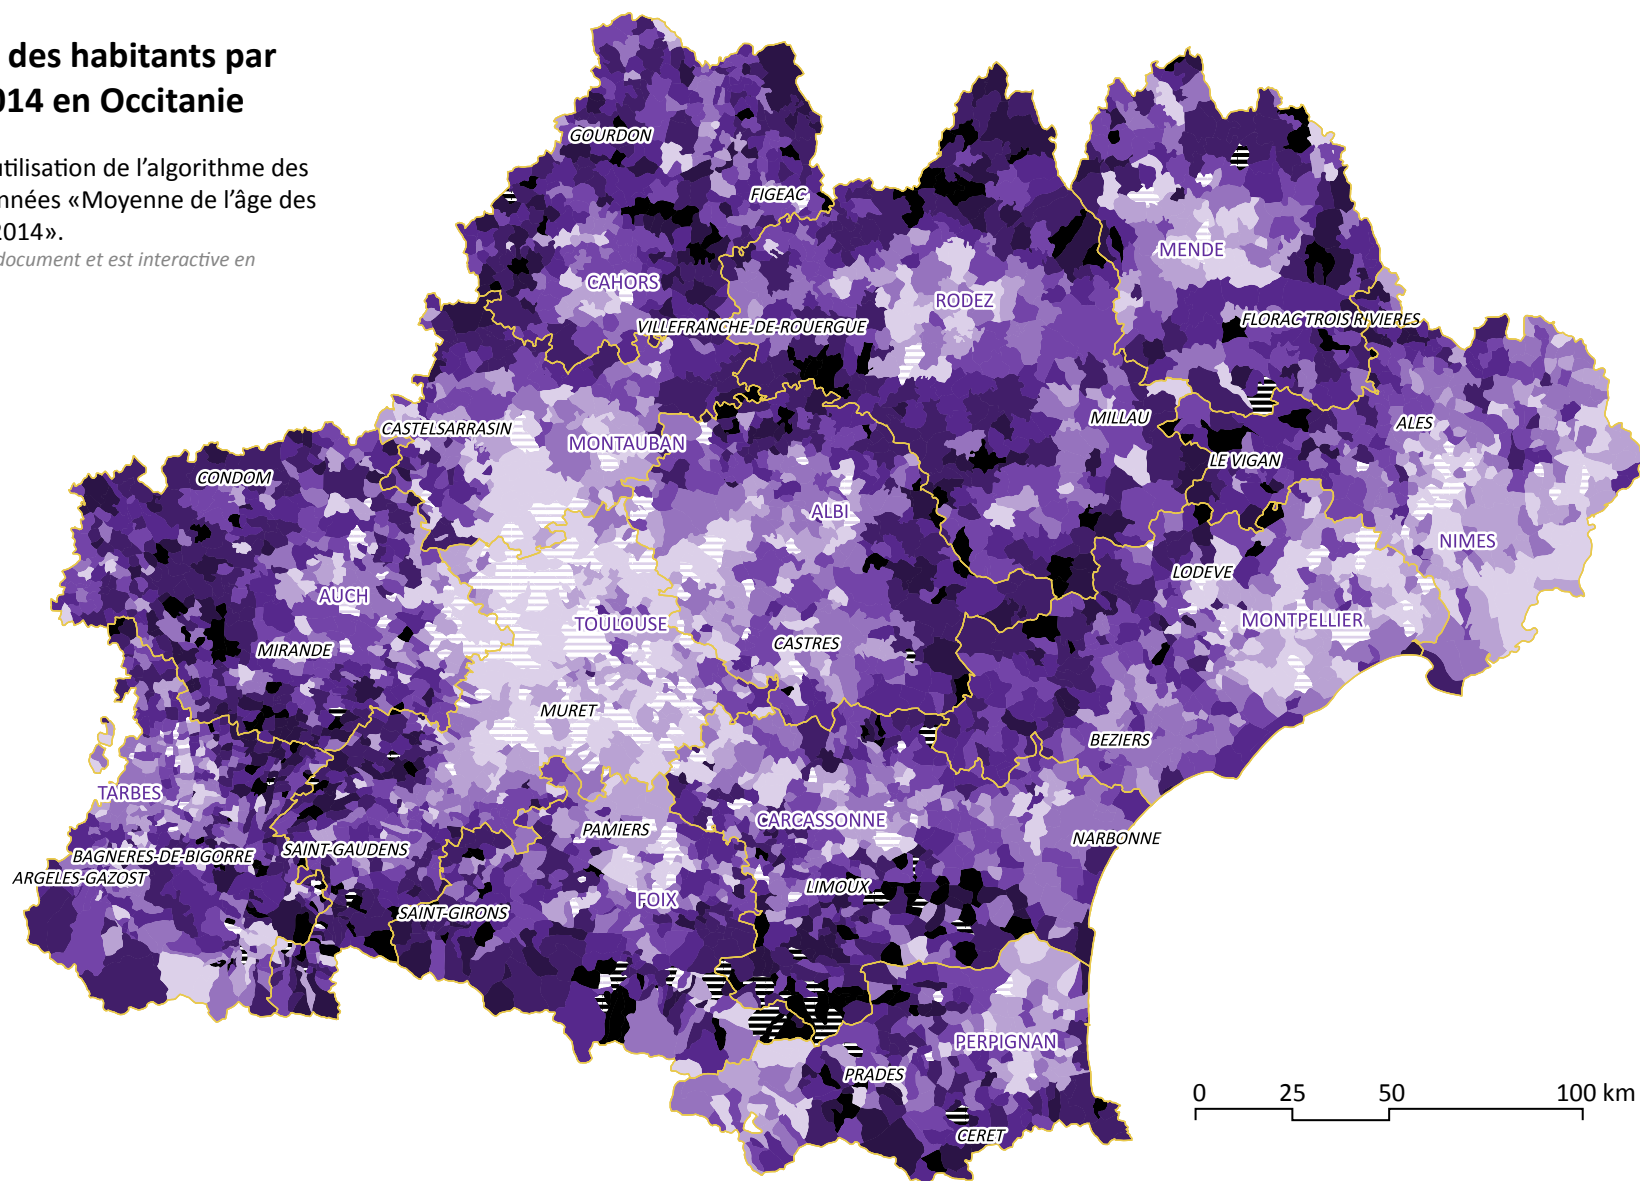 des habitants par
014 en Occitanie
utilisation de l’algorithme des
nnées «Moyenne de l’âge des
2014».
document et est interactive en
GOURDON
FIGEAC
MENDE
CAHORS
RODEZ
FLORAC TROIS RIVIERES
VILLEFRANCHE-DE-ROUERGUE
MILLAU
ALES
CASTELSARRASIN
MONTAUBAN
LE VIGAN
CONDOM
ALBI
NIMES
LODEVE
AUCH
TOULOUSE
MONTPELLIER
MIRANDE
CASTRES
MURET
BEZIERS
TARBES
CARCASSONNE
PAMIERS
NARBONNE
BAGNERES-DE-BIGORRE
SAINT-GAUDENS
ARGELES-GAZOST
LIMOUX
FOIX
SAINT-GIRONS
PERPIGNAN
PRADES
0 25 50 100 km
CERET